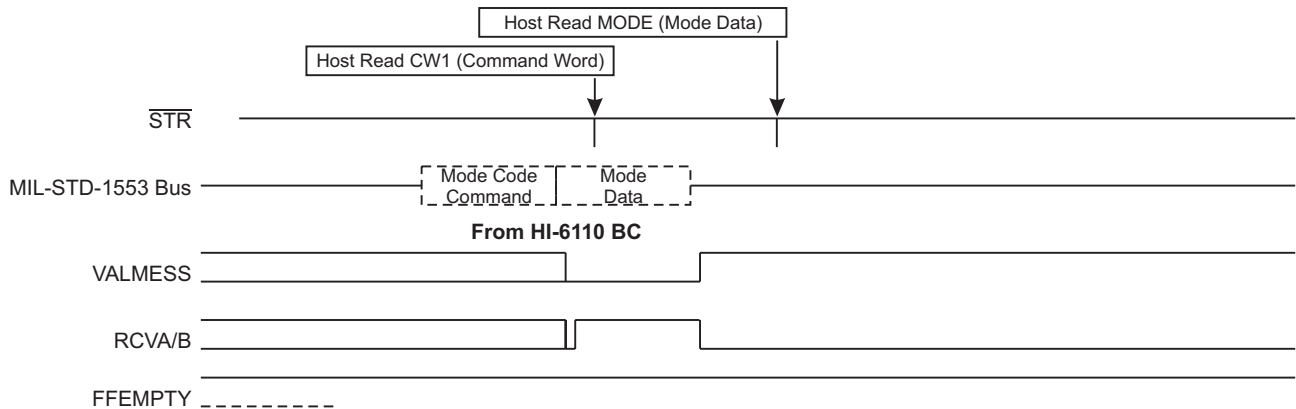 Host Read MODE (Mode Data)
Host Read CW1 (Command Word)
STR
MIL-STD-1553 Bus
Mode Code
Command
Mode
Data
From HI-6110 BC
VALMESS
RCVA/B
FFEMPTY